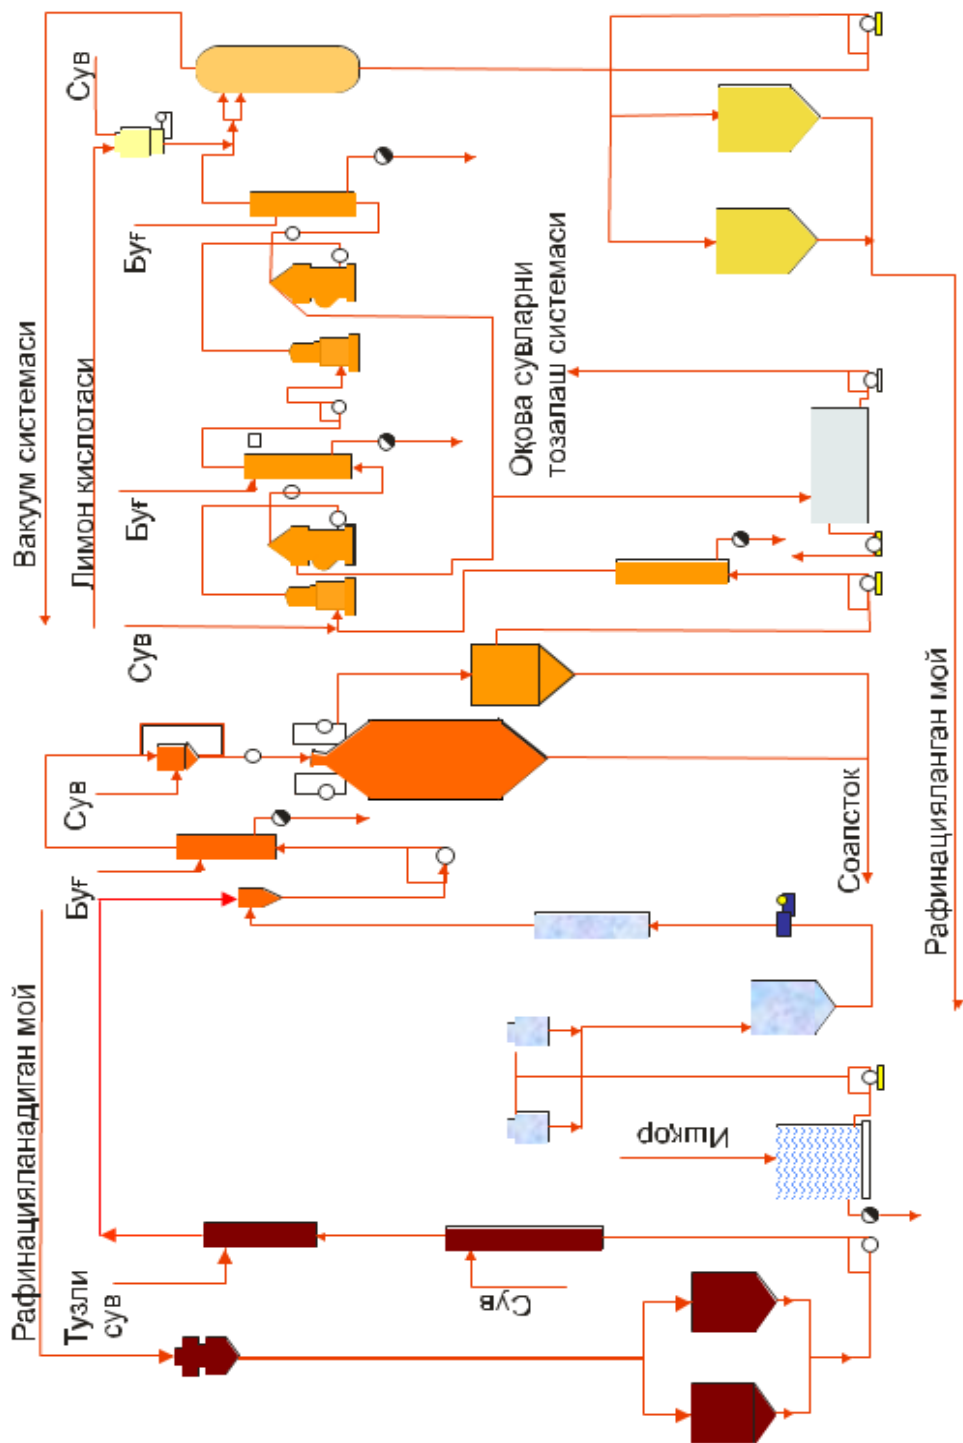 Вакуум системаси
Лимон кислотаси
Сув
Сув
Буғ
Буғ
Оқова сувларни
тозалаш системаси
Сув
Буғ
Рафинацияланадиган мой
Тузли
сув
Сув
Ишқор
Соапсток
Рафинацияланган мой